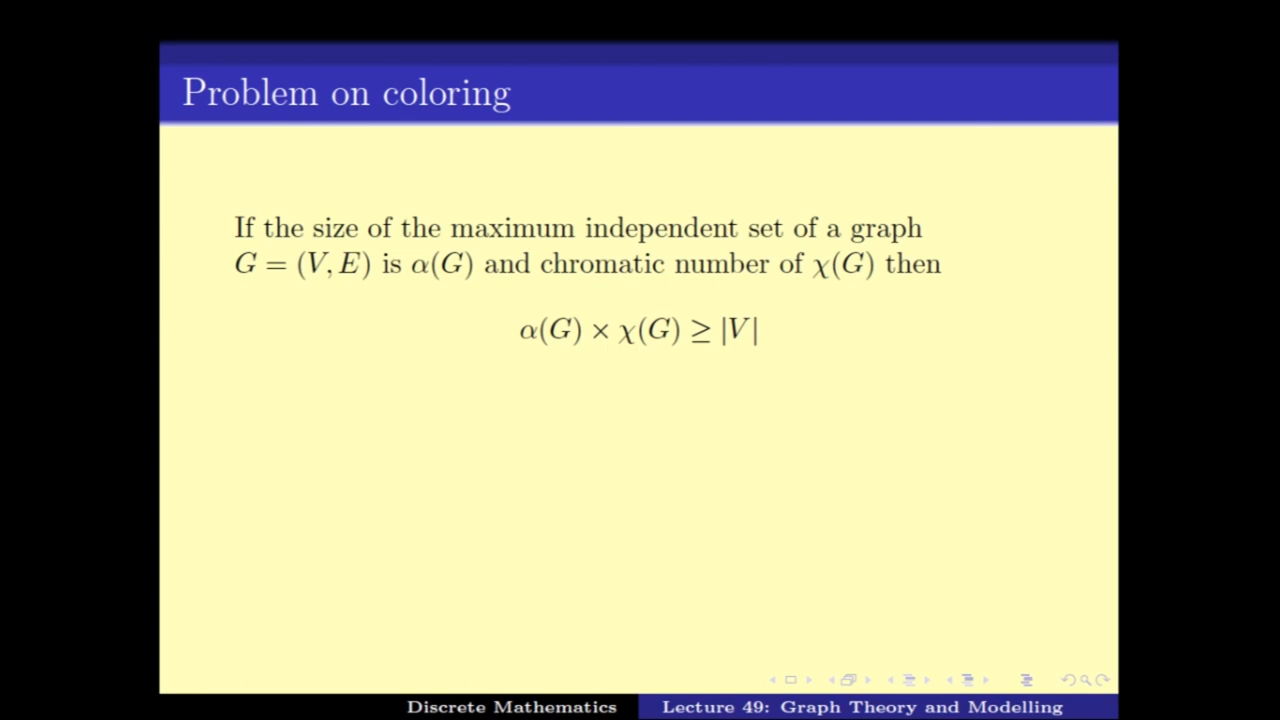 Problem on coloring
If the size of the maximum independent set of a graph
G = (V, E) is α(G) and chromatic number of χ(G) then
α(G) × χ(G) ≥ |V|
Discrete Mathematics
Lecture 49: Graph Theory and Modelling